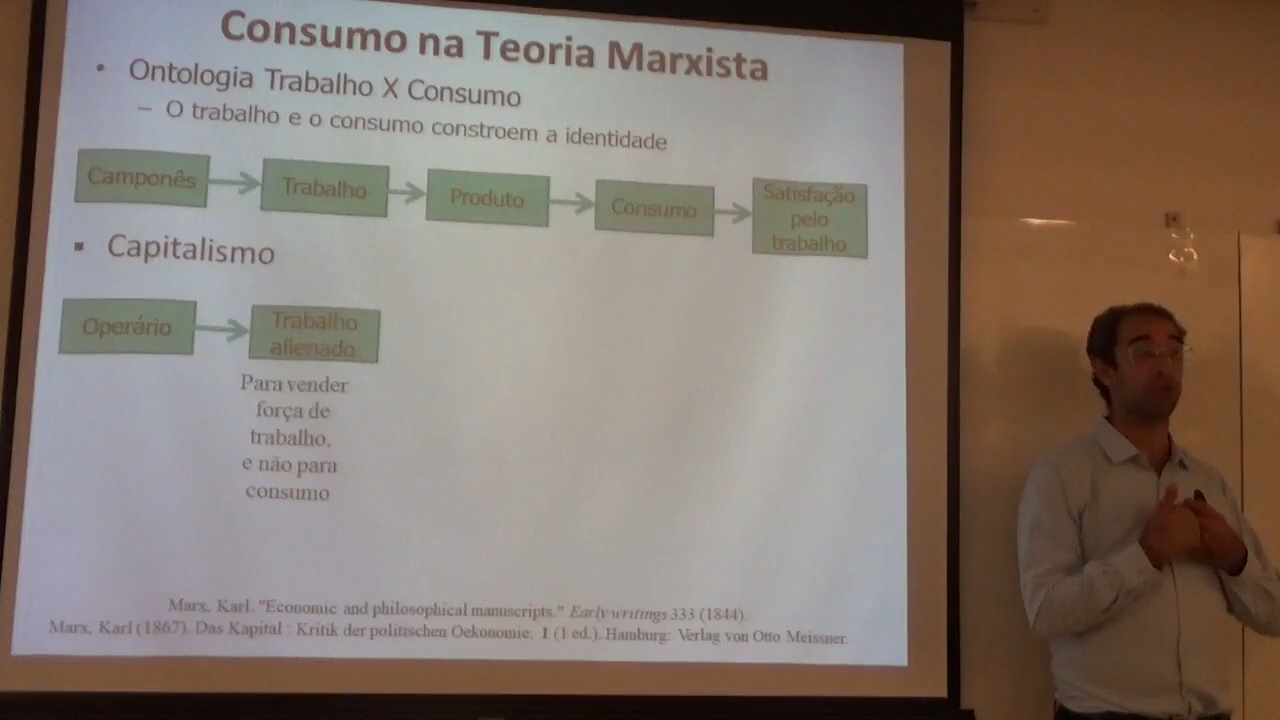 Consumo na Teoria Marxista
• Ontologia Trabalho X Consumo
– O trabalho e o consumo constroem a identidade
Camponês
Trabalho
Produto
Consumo
Satisfação
pelo
trabalho
▪ Capitalismo
Operário
Trabalho
alienado
Para vender
força de
trabalho,
e não para
consumo
Marx, Karl. "Economic and philosophical manuscripts." Early writings 333 (1844).
Marx, Karl (1867). Das Kapital : Kritik der politischen Oekonomie. 1 (1 ed.). Hamburg: Verlag von Otto Meissner.